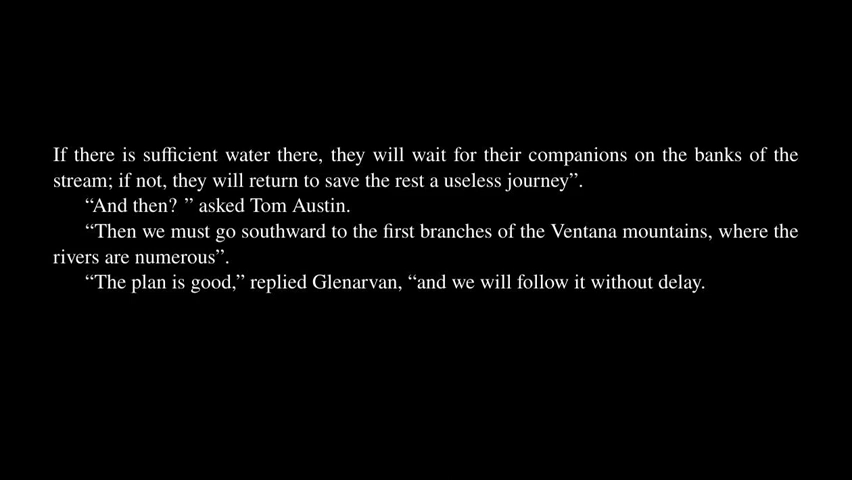 If there is sufficient water there, they will wait for their companions on the banks of the
stream; if not, they will return to save the rest a useless journey”.
“And then? ” asked Tom Austin.
“Then we must go southward to the first branches of the Ventana mountains, where the
rivers are numerous”.
“The plan is good,” replied Glenarvan, “and we will follow it without delay.